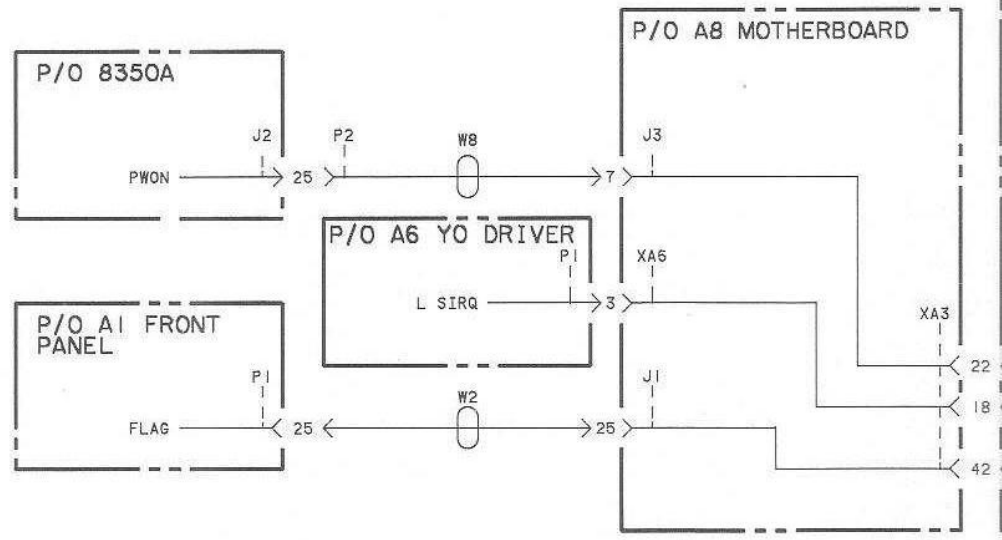 P/O A8 MOTHERBOARD
P/O 8350A
J2
P2
W8
J3
PWON
25
7
P/O A6 YO DRIVER
P1
XA6
L SIRQ
3
XA3
P/O A1 FRONT
PANEL
P1
W2
J1
22
18
FLAG
25
25
42